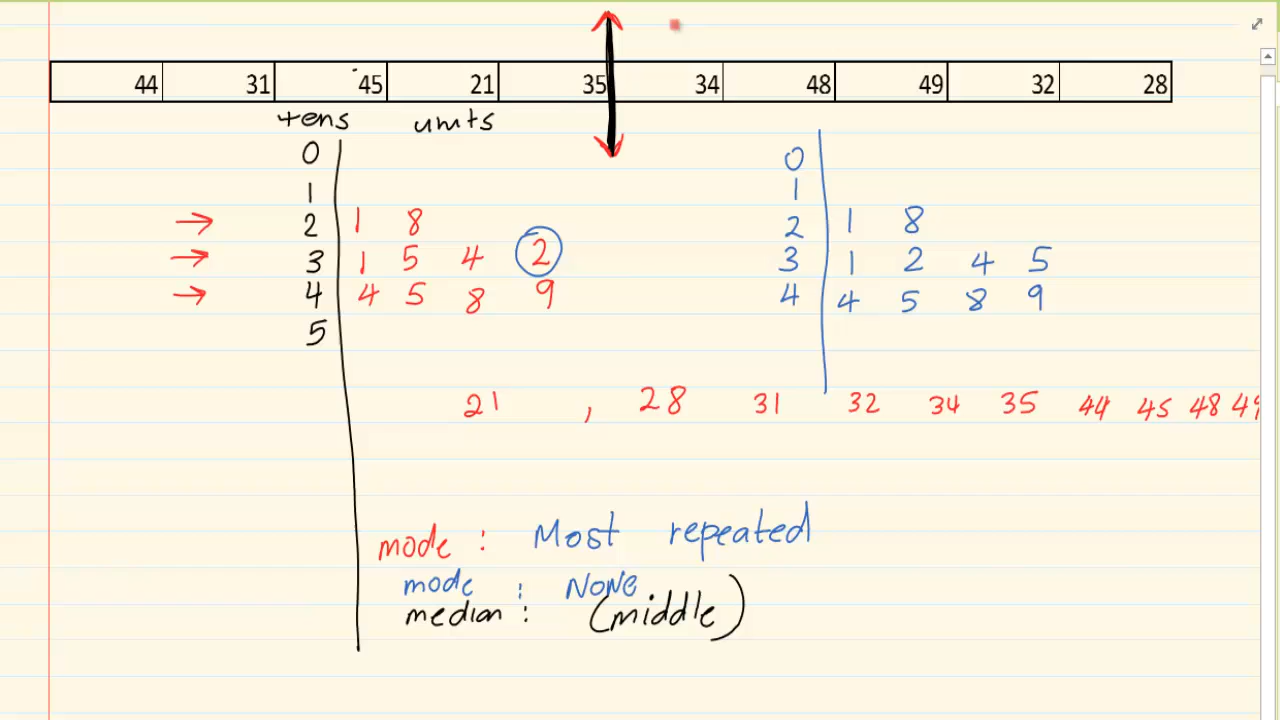 44 31 45 21 35 34 48 49 32 28
tens units
0 0
1 1
2 1 8 2 1 8
3 1 5 4 2 3 1 2 4 5
4 4 5 8 9 4 4 5 8 9
5
21 , 28 31 32 34 35 44 45 48 49
mode : Most repeated
mode : NONE
median : (middle)